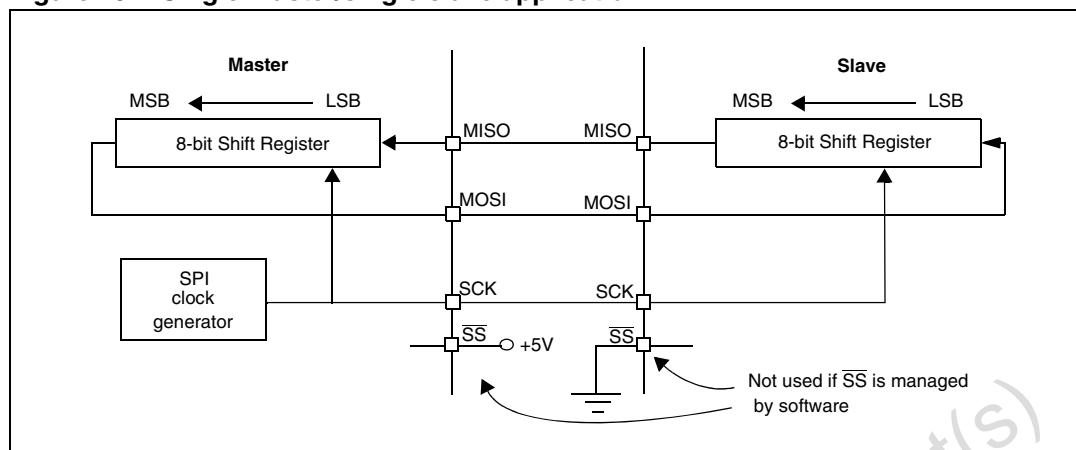 Master
MSB
LSB
8-bit Shift Register
MISO
MISO
Slave
MSB
LSB
8-bit Shift Register
MOSI
MOSI
SPI
clock
generator
SCK
SCK
SS
+5V
SS
Not used if SS is managed
by software